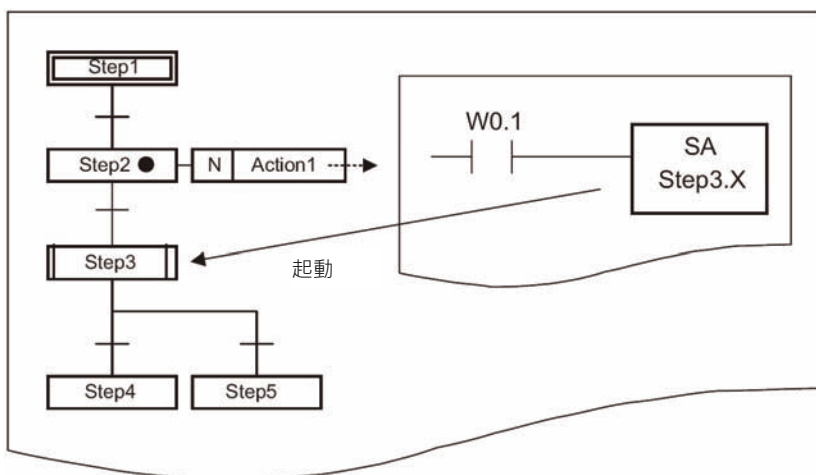 Step1
Step2
N
Action1
Step3
Step4
Step5
W0.1
SA
Step3.X
起動